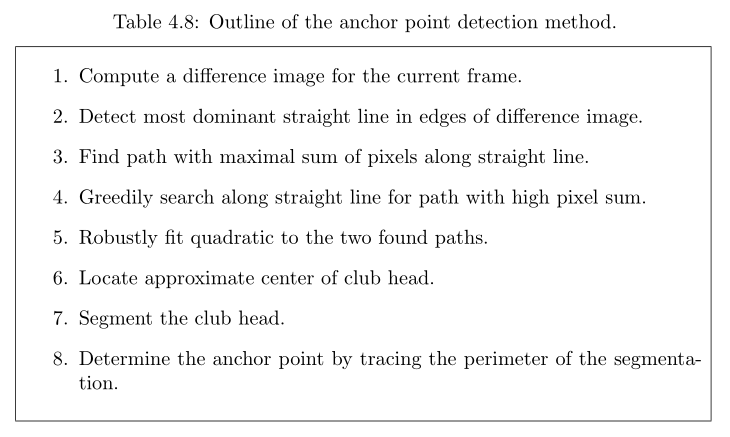 Table 4.8: Outline of the anchor point detection method.
1. Compute a difference image for the current frame.
2. Detect most dominant straight line in edges of difference image.
3. Find path with maximal sum of pixels along straight line.
4. Greedily search along straight line for path with high pixel sum.
5. Robustly fit quadratic to the two found paths.
6. Locate approximate center of club head.
7. Segment the club head.
8. Determine the anchor point by tracing the perimeter of the segmenta-
tion.